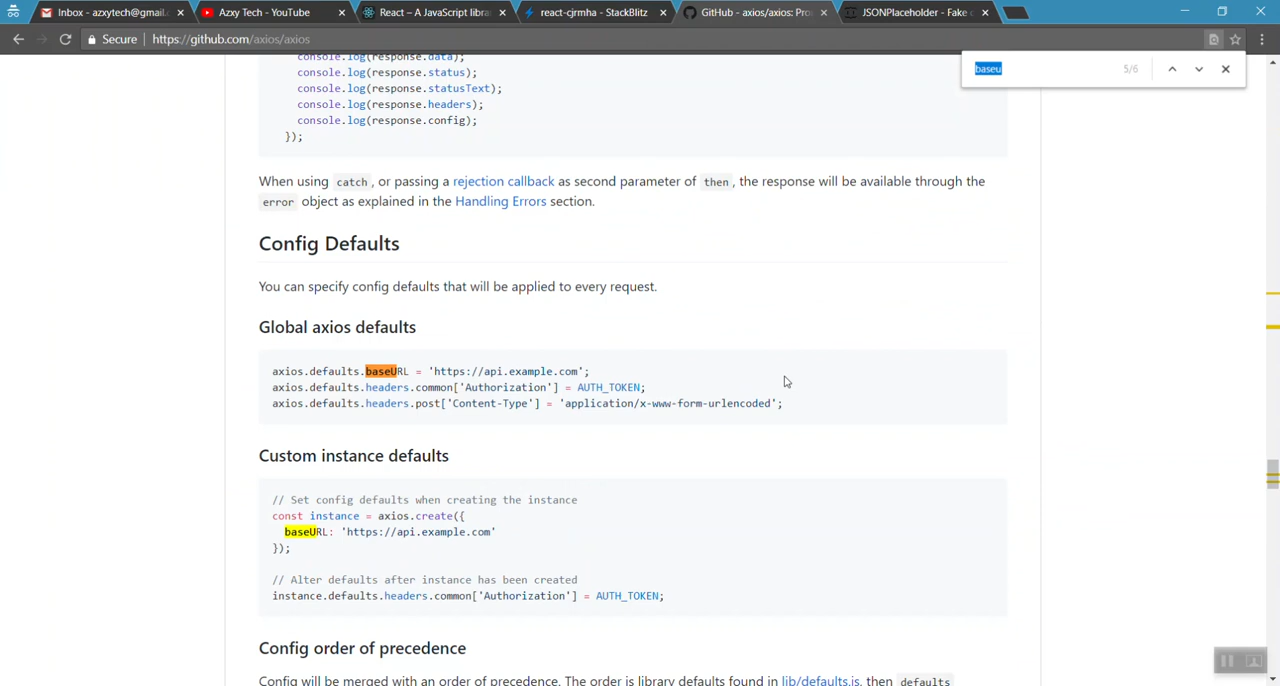 Inbox - azxytech@gmail.
Azxy Tech - YouTube
React – A JavaScript libra
react-cjrmha - StackBlitz
GitHub - axios/axios: Pro
JSONPlaceholder - Fake
Secure
https://github.com/axios/axios
baseu
5/6
console.log(response.data);
console.log(response.status);
console.log(response.statusText);
console.log(response.headers);
console.log(response.config);
});
When using catch, or passing a rejection callback as second parameter of then, the response will be available through the
error object as explained in the Handling Errors section.
Config Defaults
You can specify config defaults that will be applied to every request.
Global axios defaults
axios.defaults.baseURL = 'https://api.example.com';
axios.defaults.headers.common['Authorization'] = AUTH_TOKEN;
axios.defaults.headers.post['Content-Type'] = 'application/x-www-form-urlencoded';
Custom instance defaults
// Set config defaults when creating the instance
const instance = axios.create({
baseURL: 'https://api.example.com'
});
// Alter defaults after instance has been created
instance.defaults.headers.common['Authorization'] = AUTH_TOKEN;
Config order of precedence
Config will be merged with an order of precedence. The order is library defaults found in lib/defaults.js, then defaults